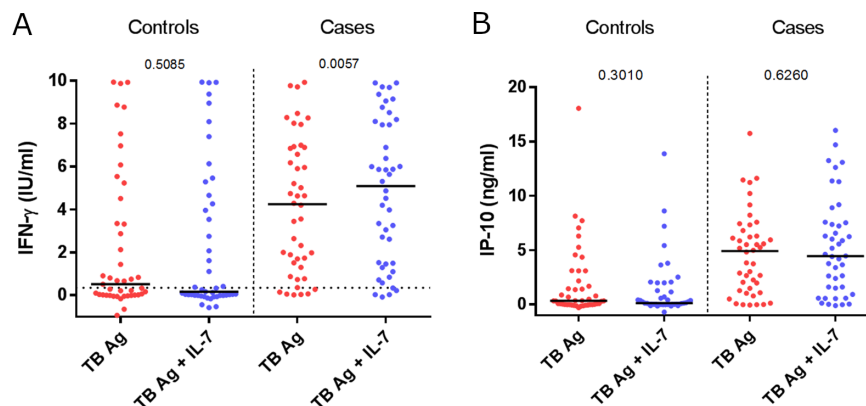 A
Controls
Cases
0.5085
0.0057
IFN-γ (IU/ml)
10
8
6
4
2
0
TB Ag
TB Ag + IL-7
TB Ag
TB Ag + IL-7
B
Controls
Cases
0.3010
0.6260
IP-10 (ng/ml)
20
15
10
5
0
TB Ag
TB Ag + IL-7
TB Ag
TB Ag + IL-7